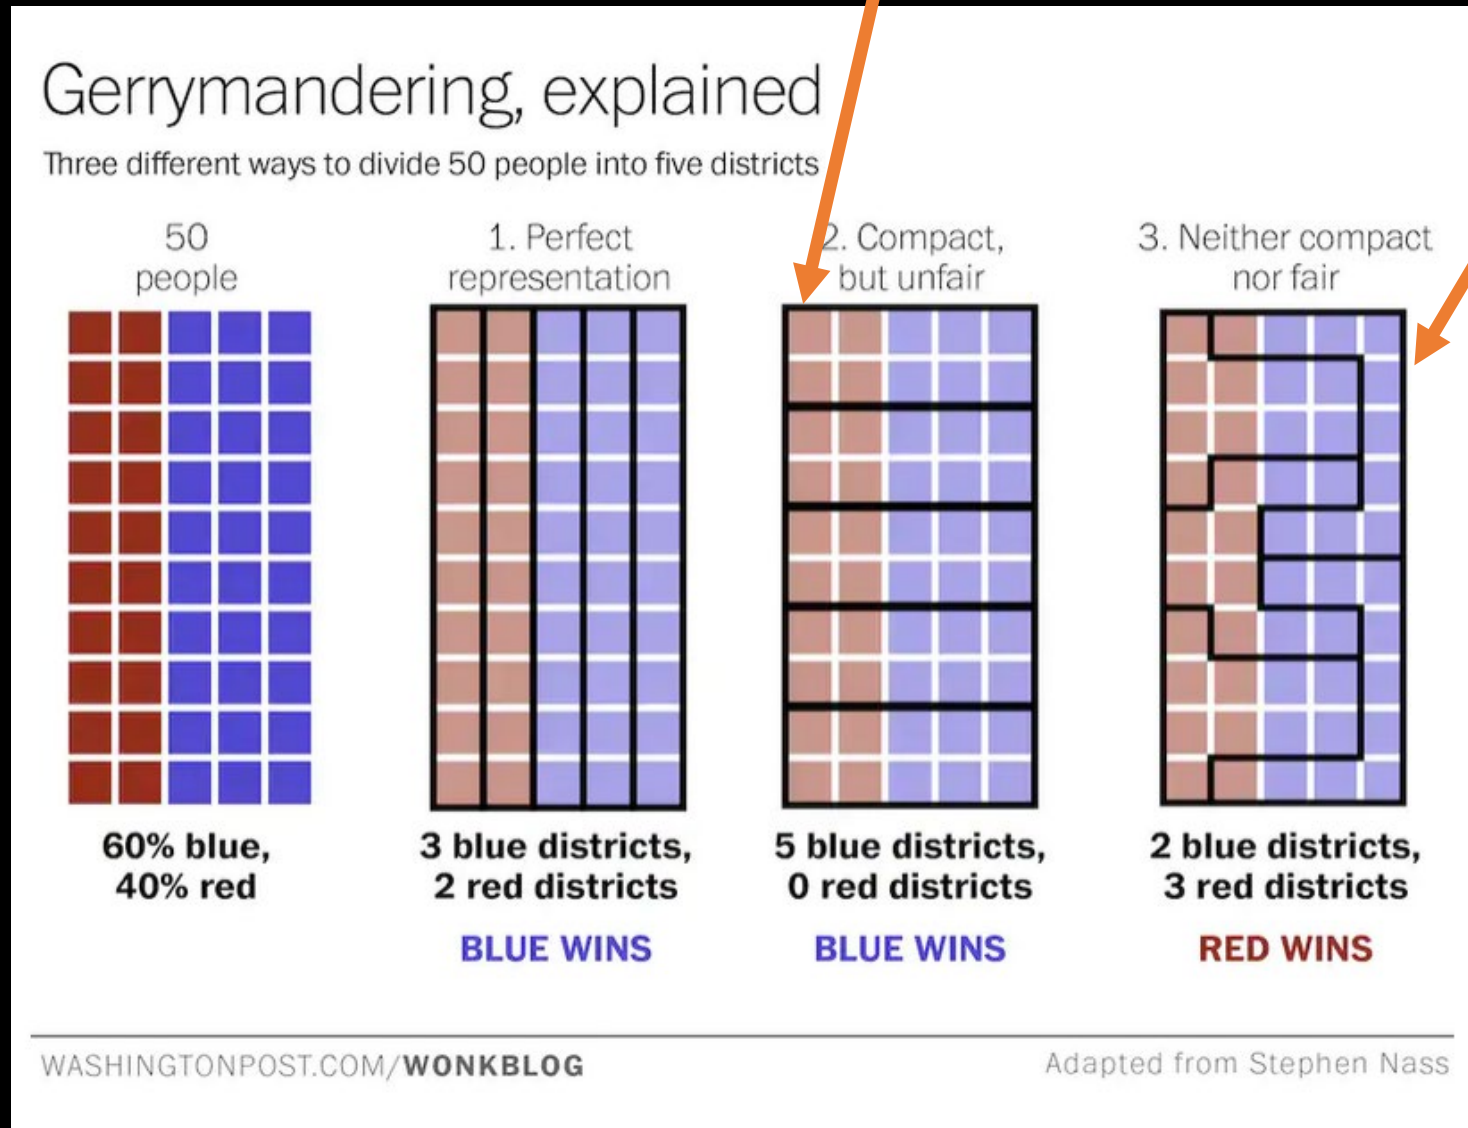 Gerrymandering, explained
Three different ways to divide 50 people into five districts
50
people
1. Perfect
representation
2. Compact,
but unfair
3. Neither compact
nor fair
60% blue,
40% red
3 blue districts,
2 red districts
BLUE WINS
5 blue districts,
0 red districts
BLUE WINS
2 blue districts,
3 red districts
RED WINS
WASHINGTONPOST.COM/WONKBLOG
Adapted from Stephen Nass